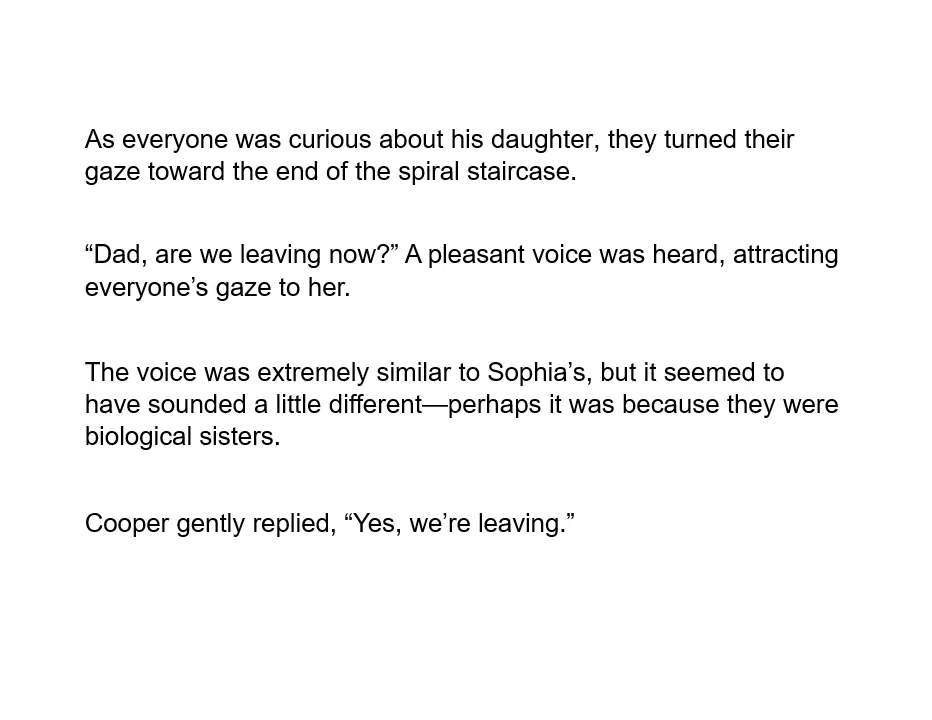 As everyone was curious about his daughter, they turned their
gaze toward the end of the spiral staircase.
“Dad, are we leaving now?” A pleasant voice was heard, attracting
everyone’s gaze to her.
The voice was extremely similar to Sophia’s, but it seemed to
have sounded a little different—perhaps it was because they were
biological sisters.
Cooper gently replied, “Yes, we’re leaving.”